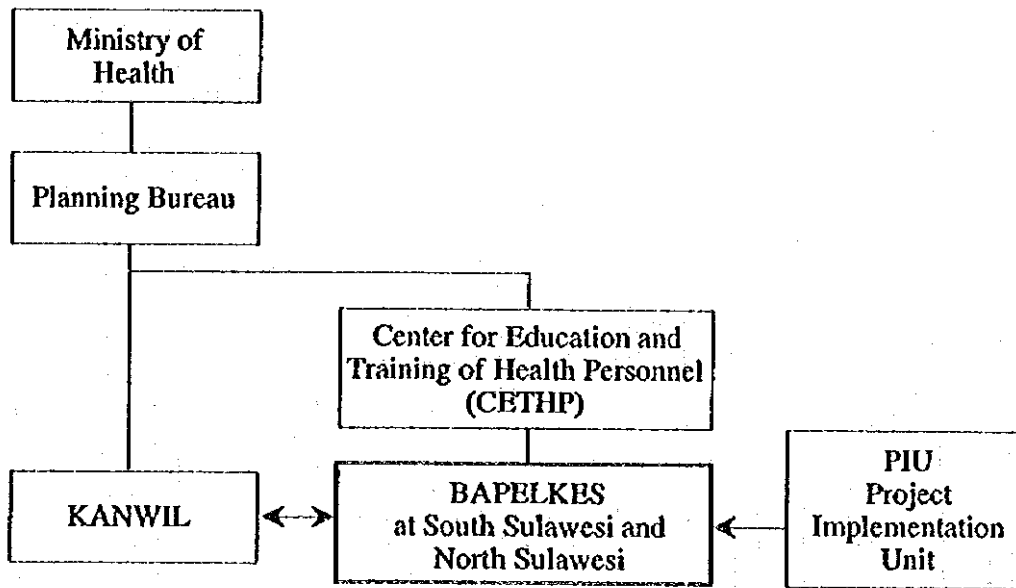 Ministry of
Health
Planning Bureau
Center for Education and
Training of Health Personnel
(CETHP)
KANWIL
BAPELKES
at South Sulawesi and
North Sulawesi
PIU
Project
Implementation
Unit